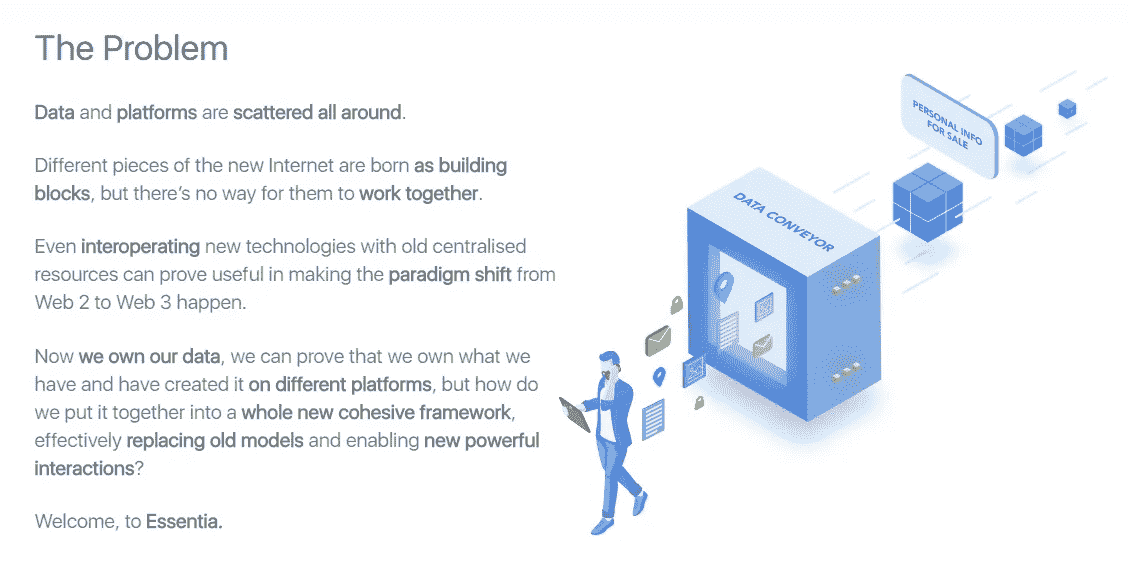 The Problem
Data and platforms are scattered all around.
Different pieces of the new Internet are born as building
blocks, but there's no way for them to work together.
Even interoperating new technologies with old centralised
resources can prove useful in making the paradigm shift from
Web 2 to Web 3 happen.
Now we own our data, we can prove that we own what we
have and have created it on different platforms, but how do
we put it together into a whole new cohesive framework,
effectively replacing old models and enabling new powerful
interactions?
Welcome, to Essentia.
PERSONAL INFO
FOR SALE
DATA CONVEYOR